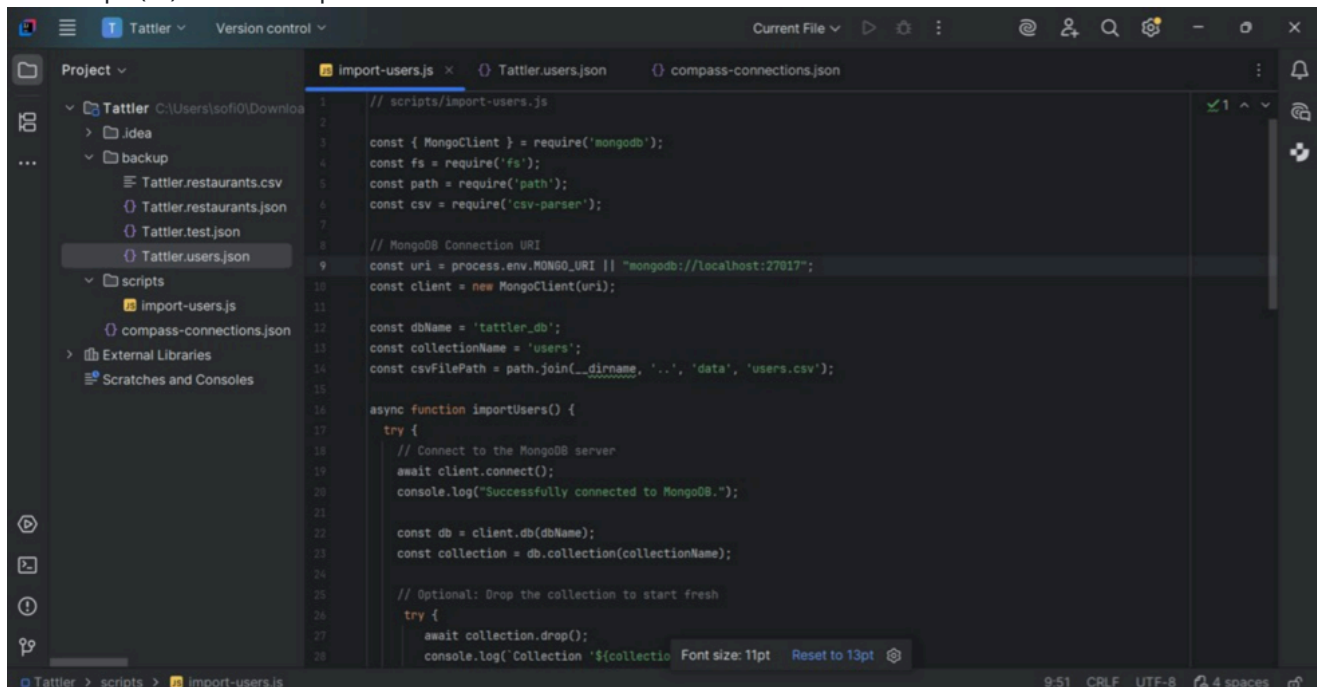 Tattler
Version control
Current File
Project
import-users.js
Tattler.users.json
compass-connections.json
Tattler C:\Users\sofi0\Downloa
.idea
backup
Tattler.restaurants.csv
Tattler.restaurants.json
Tattler.test.json
Tattler.users.json
scripts
import-users.js
compass-connections.json
External Libraries
Scratches and Consoles
1 // scripts/import-users.js
2
3 const { MongoClient } = require('mongodb');
4 const fs = require('fs');
5 const path = require('path');
6 const csv = require('csv-parser');
7
8 // MongoDB Connection URI
9 const uri = process.env.MONGO_URI || "mongodb://localhost:27017";
10 const client = new MongoClient(uri);
11
12 const dbName = 'tattler_db';
13 const collectionName = 'users';
14 const csvFilePath = path.join(__dirname, '..', 'data', 'users.csv');
15
16 async function importUsers() {
17 try {
18 // Connect to the MongoDB server
19 await client.connect();
20 console.log("Successfully connected to MongoDB.");
21
22 const db = client.db(dbName);
23 const collection = db.collection(collectionName);
24
25 // Optional: Drop the collection to start fresh
26 try {
27 await collection.drop();
28 console.log(`Collection '${collectio
1
Font size: 11pt Reset to 13pt
Tattler > scripts > import-users.js
9:51 CRLF UTF-8 4 spaces